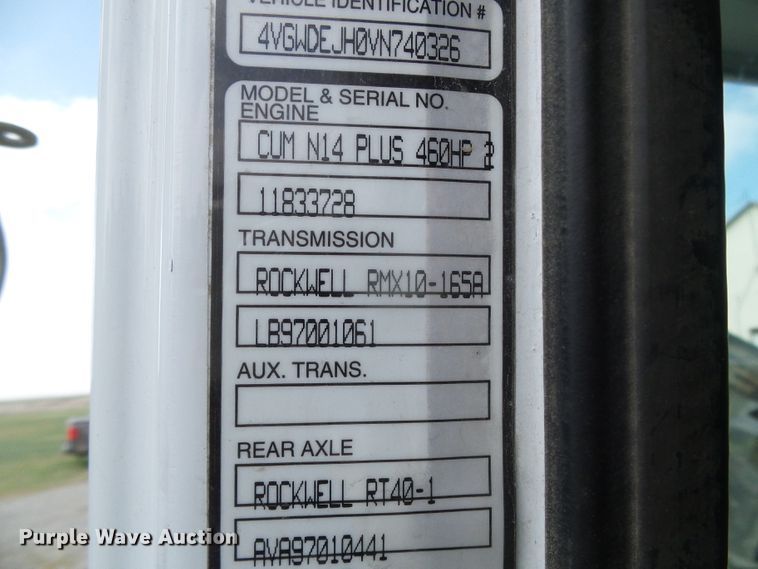 VEHICLE IDENTIFICATION #
4VGWDEJH0VN740326
MODEL & SERIAL NO.
ENGINE
CUM N14 PLUS 460HP 2
11833728
TRANSMISSION
ROCKWELL RMX10-165A
LB97001061
AUX. TRANS.
REAR AXLE
ROCKWELL RT40-1
AVA97010441
Purple Wave Auction